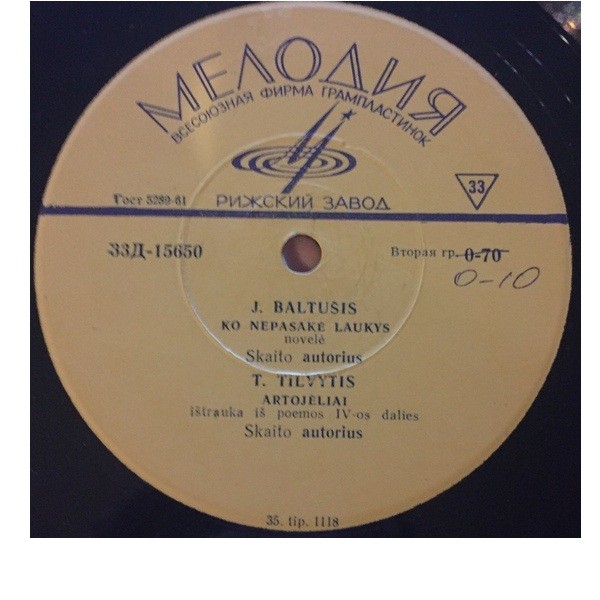 МЕЛОДИЯ
ВСЕСОЮЗНАЯ ФИРМА ГРАМПЛАСТИНОК
33
Гост 5289-61
РИЖСКИЙ ЗАВОД
33Д-15650
Вторая гр. 0-70
0-10
J. BALTUŠIS
KO NEPASAKĖ LAUKYS
novelė
Skaito autorius
T. TILVYTIS
ARTOJĖLIAI
ištrauka iš poemos IV-os dalies
Skaito autorius
35. tip. 1118